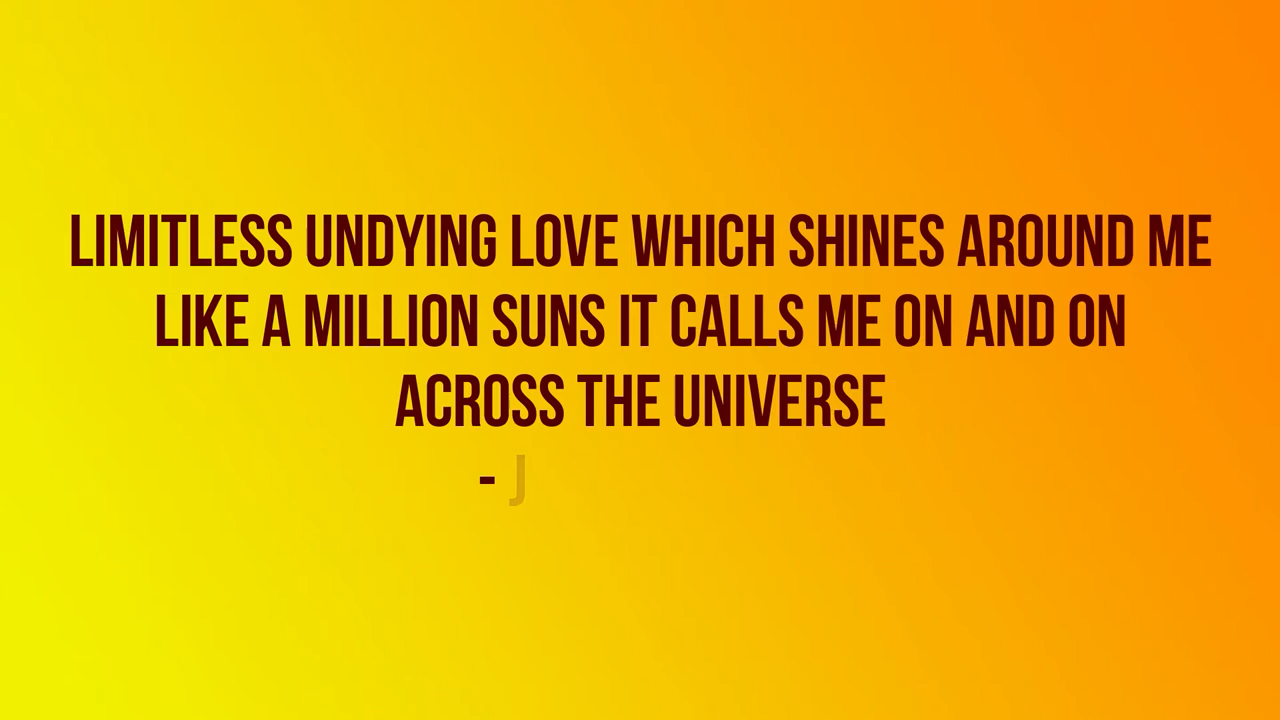 LIMITLESS UNDYING LOVE WHICH SHINES AROUND ME
LIKE A MILLION SUNS IT CALLS ME ON AND ON
ACROSS THE UNIVERSE
- J